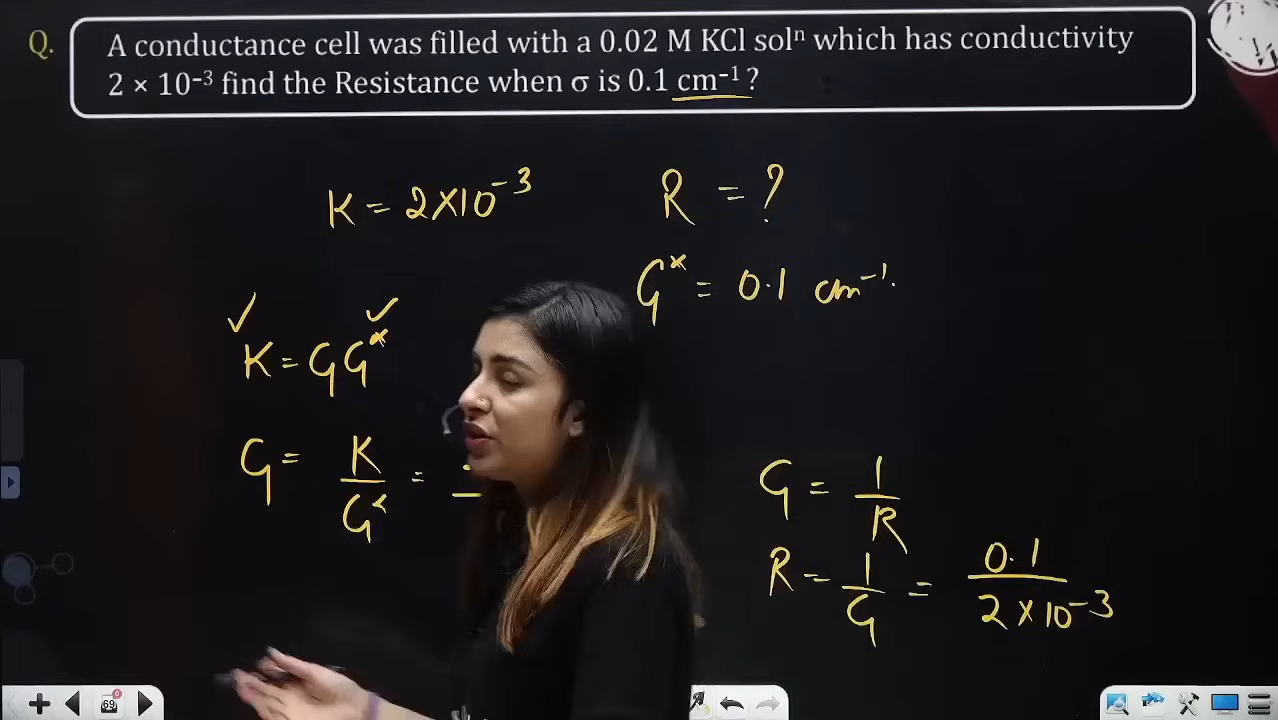 Q. A conductance cell was filled with a 0.02 M KCl solⁿ which has conductivity
2 × 10⁻³ find the Resistance when σ is 0.1 cm⁻¹?
K = 2×10⁻³
R = ?
G* = 0.1 cm⁻¹
K = GG*
G = K/G* =
G = 1/R
R = 1/G = 0.1/2×10⁻³
69